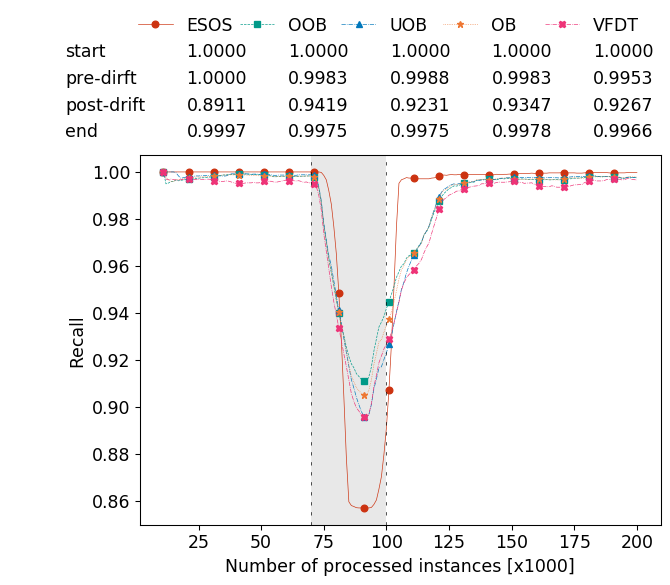 ESOS OOB UOB OB VFDT
start 1.0000 1.0000 1.0000 1.0000 1.0000
pre-dirft 1.0000 0.9983 0.9988 0.9983 0.9953
post-drift 0.8911 0.9419 0.9231 0.9347 0.9267
end 0.9997 0.9975 0.9975 0.9978 0.9966
1.00
0.98
0.96
0.94
0.92
0.90
0.88
0.86
Recall
25 50 75 100 125 150 175 200
Number of processed instances [x1000]